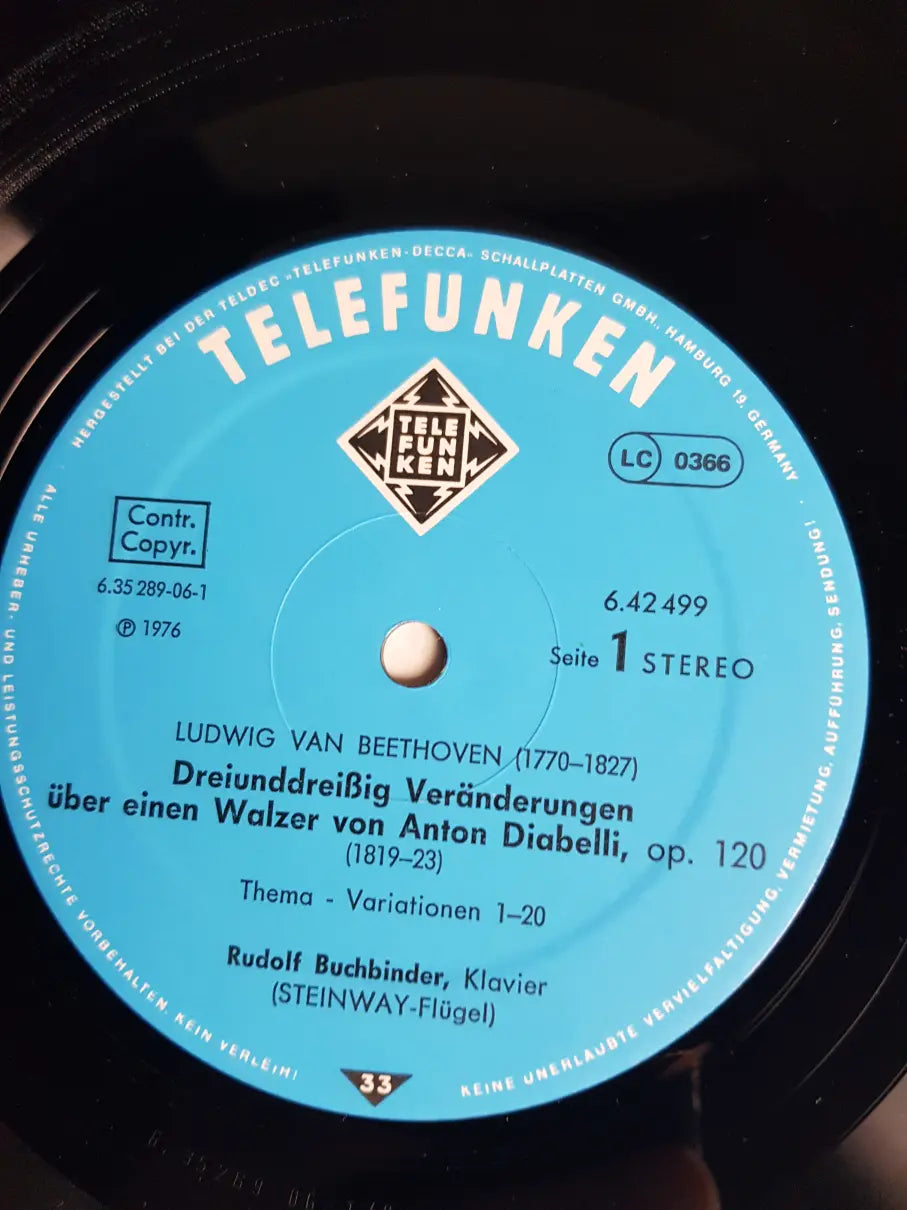 HERGESTELLT BEI DER TELDEC »TELEFUNKEN-DECCA« SCHALLPLATTEN GMBH., HAMBURG 19, GERMANY
TELEFUNKEN
TELE
FUN
KEN
LC 0366
Contr.
Copyr.
6.35 289-06-1
℗ 1976
6.42 499
Seite 1 STEREO
LUDWIG VAN BEETHOVEN (1770–1827)
Dreiunddreißig Veränderungen
über einen Walzer von Anton Diabelli, op. 120
(1819–23)
Thema - Variationen 1–20
Rudolf Buchbinder, Klavier
(STEINWAY-Flügel)
33
ALLE URHEBER- UND LEISTUNGSSCHUTZRECHTE VORBEHALTEN. KEIN VERLEIH!
KEINE UNERLAUBTE VERVIELFALTIGUNG, VERMIETUNG, AUFFÜHRUNG, SENDUNG!